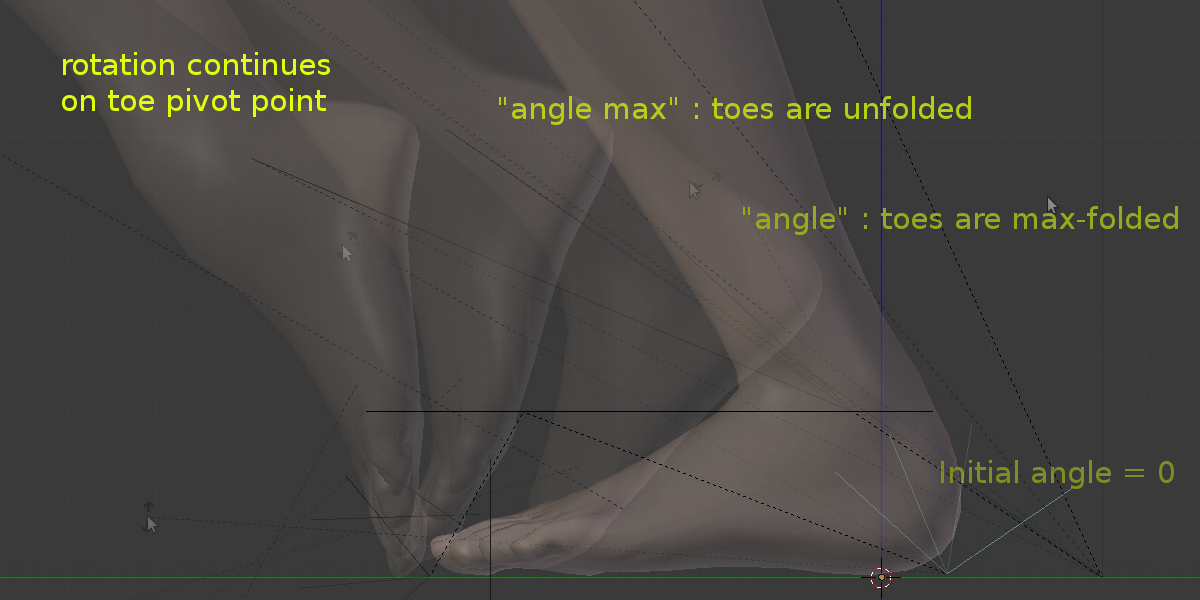 rotation continues
on toe pivot point
"angle max" : toes are unfolded
"angle" : toes are max-folded
Initial angle = 0